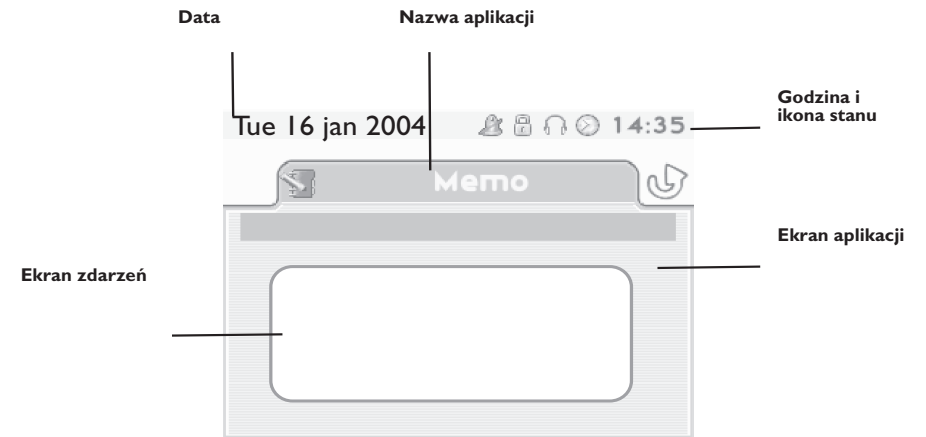 Data
Nazwa aplikacji
Godzina i
ikona stanu
Tue 16 jan 2004
14:35
Memo
Ekran aplikacji
Ekran zdarzeń